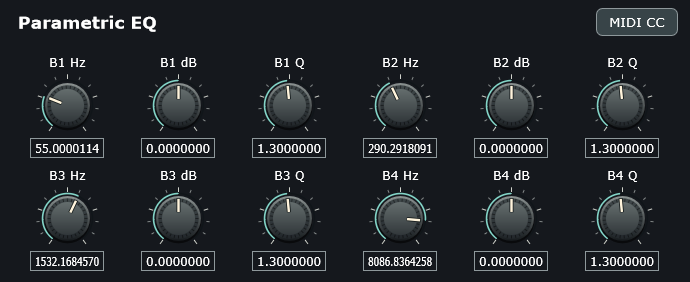 Parametric EQ MIDI CC
B1 Hz B1 dB B1 Q B2 Hz B2 dB B2 Q
55.0000114 0.0000000 1.3000000 290.2918091 0.0000000 1.3000000
B3 Hz B3 dB B3 Q B4 Hz B4 dB B4 Q
1532.1684570 0.0000000 1.3000000 8086.8364258 0.0000000 1.3000000